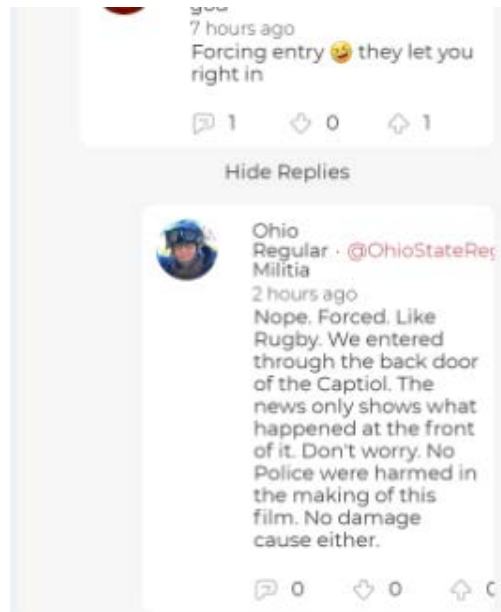 7 hours ago
Forcing entry 🤣 they let you
right in
1 0 1
Hide Replies
Ohio
Regular · @OhioStateReg
Militia
2 hours ago
Nope. Forced. Like
Rugby. We entered
through the back door
of the Captiol. The
news only shows what
happened at the front
of it. Don't worry. No
Police were harmed in
the making of this
film. No damage
cause either.
0 0